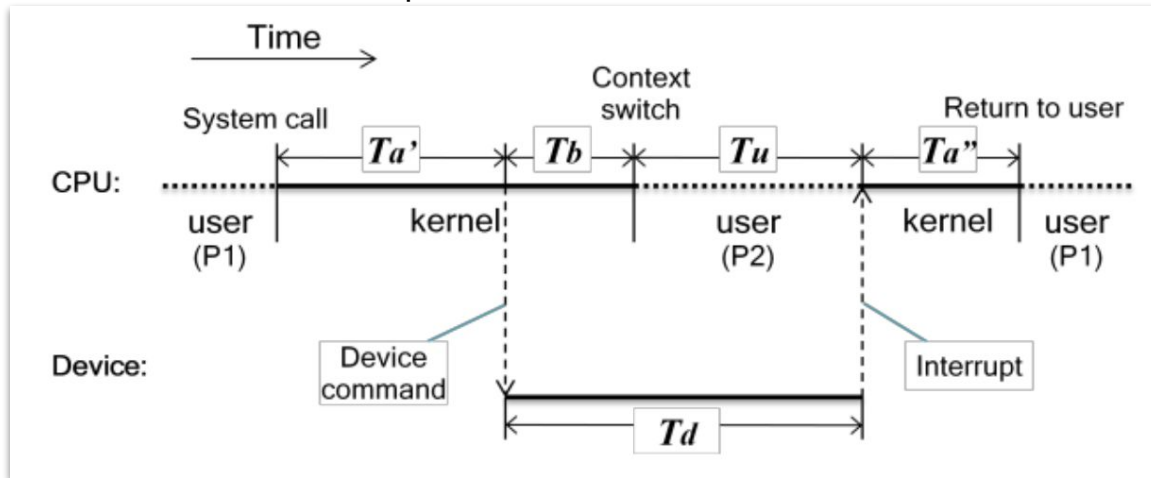 Time
Context
switch
System call
Return to user
Ta’
Tb
Tu
Ta”
CPU:
user
(P1)
kernel
user
(P2)
kernel
user
(P1)
Device:
Device
command
Interrupt
Td